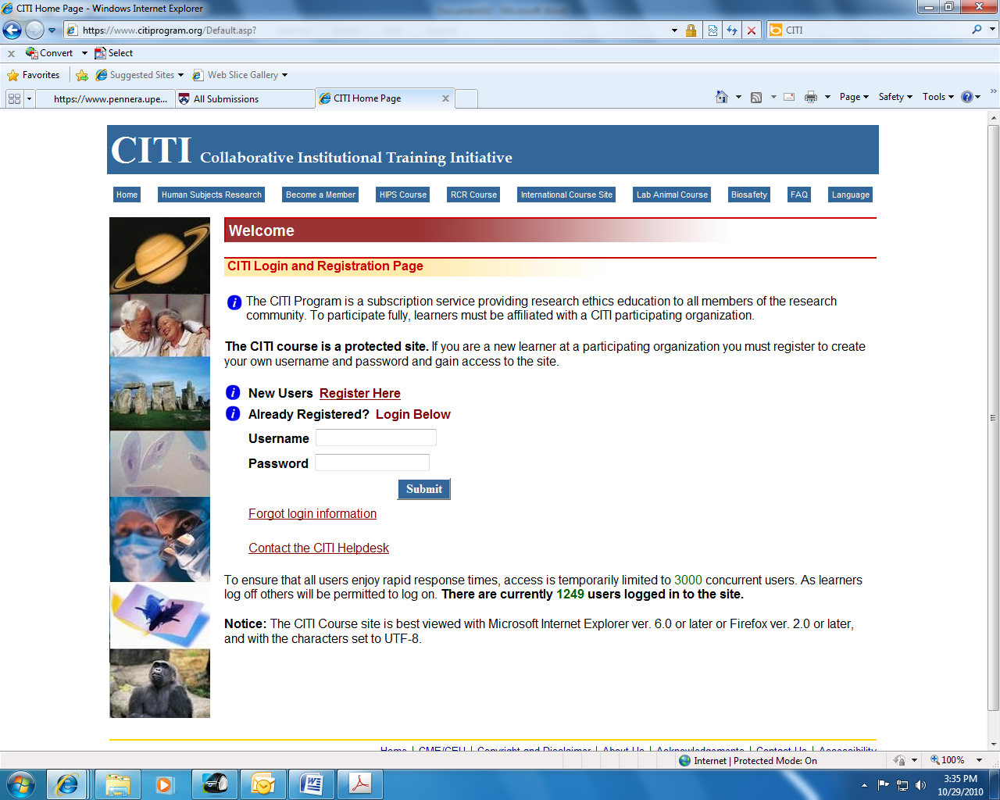 CITI Home Page - Windows Internet Explorer
https://www.citiprogram.org/Default.asp?
CITI
x Convert Select
Favorites Suggested Sites Web Slice Gallery
https://www.pennera.upe... All Submissions CITI Home Page x Page Safety Tools »
CITI Collaborative Institutional Training Initiative
Home Human Subjects Research Become a Member HIPS Course RCR Course International Course Site Lab Animal Course Biosafety FAQ Language
Welcome
CITI Login and Registration Page
i The CITI Program is a subscription service providing research ethics education to all members of the research
community. To participate fully, learners must be affiliated with a CITI participating organization.
The CITI course is a protected site. If you are a new learner at a participating organization you must register to create
your own username and password and gain access to the site.
i New Users Register Here
i Already Registered? Login Below
Username
Password
Submit
Forgot login information
Contact the CITI Helpdesk
To ensure that all users enjoy rapid response times, access is temporarily limited to 3000 concurrent users. As learners
log off others will be permitted to log on. There are currently 1249 users logged in to the site.
Notice: The CITI Course site is best viewed with Microsoft Internet Explorer ver. 6.0 or later or Firefox ver. 2.0 or later,
and with the characters set to UTF-8.
Home | CME/CEU | Copyright and Disclaimer | About Us | Acknowledgements | Contact Us | Accessibility
Internet | Protected Mode: On 100%
3:35 PM
10/29/2010